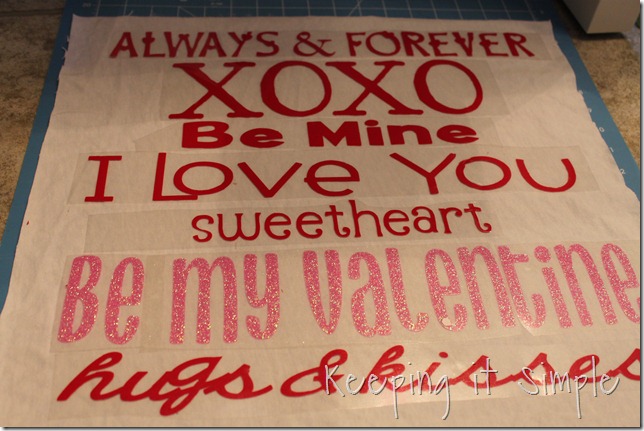 ALWAYS & FOREVER
XOXO
Be Mine
I Love You
sweetheart
Be my Valentine
hugs & kisses
Keeping it Simple